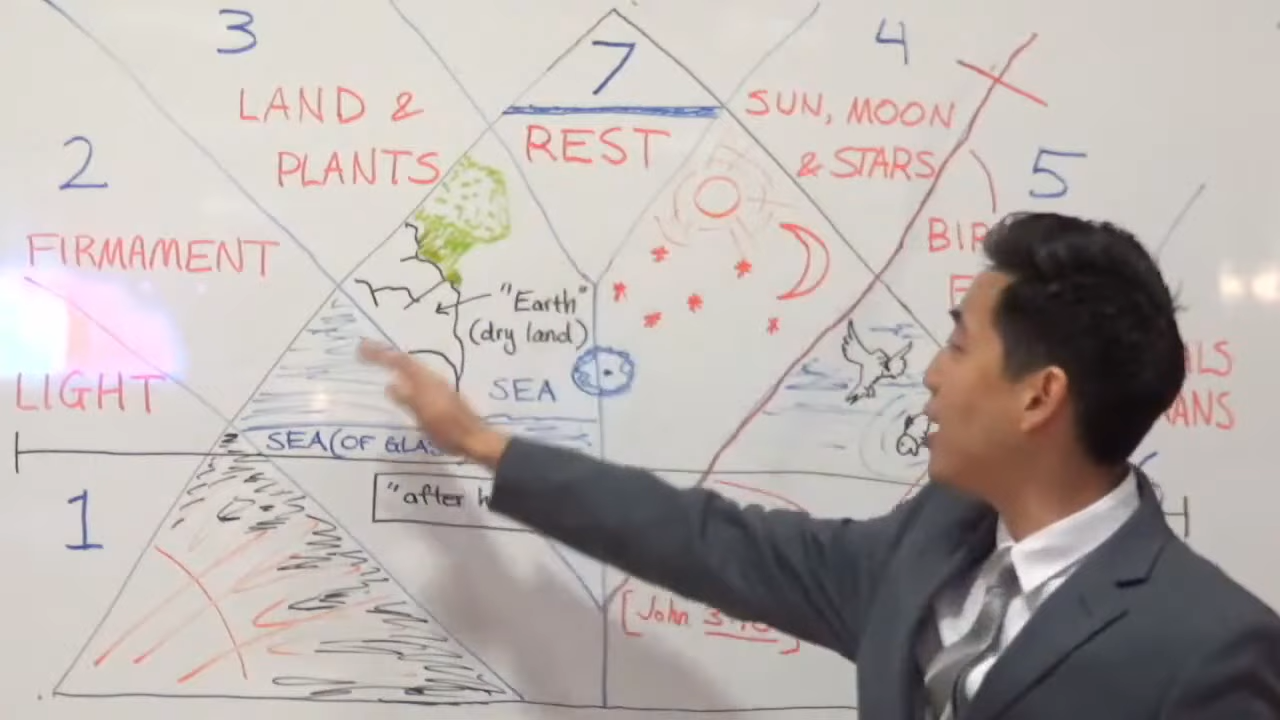 3
4
7
LAND &
PLANTS
REST
SUN, MOON
& STARS
2
5
FIRMAMENT
"Earth"
(dry land)
SEA
LIGHT
SEA (OF
1
"after
[John